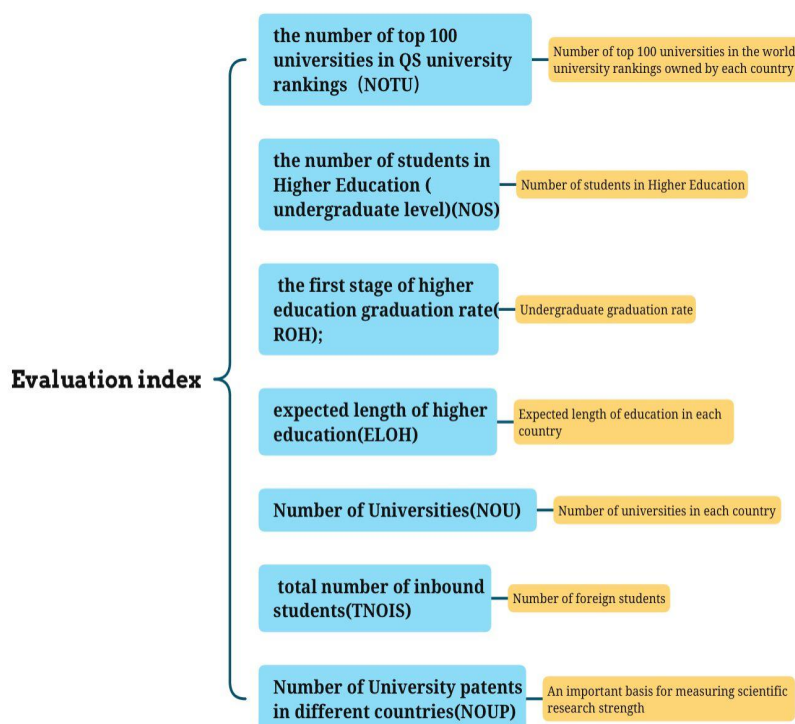 Evaluation index
the number of top 100
universities in QS university
rankings (NOTU)
Number of top 100 universities in the world
university rankings owned by each country
the number of students in
Higher Education (
undergraduate level)(NOS)
Number of students in Higher Education
the first stage of higher
education graduation rate(
ROH);
Undergraduate graduation rate
expected length of higher
education(ELOH)
Expected length of education in each
country
Number of Universities(NOU)
Number of universities in each country
total number of inbound
students(TNOIS)
Number of foreign students
Number of University patents
in different countries(NOUP)
An important basis for measuring scientific
research strength